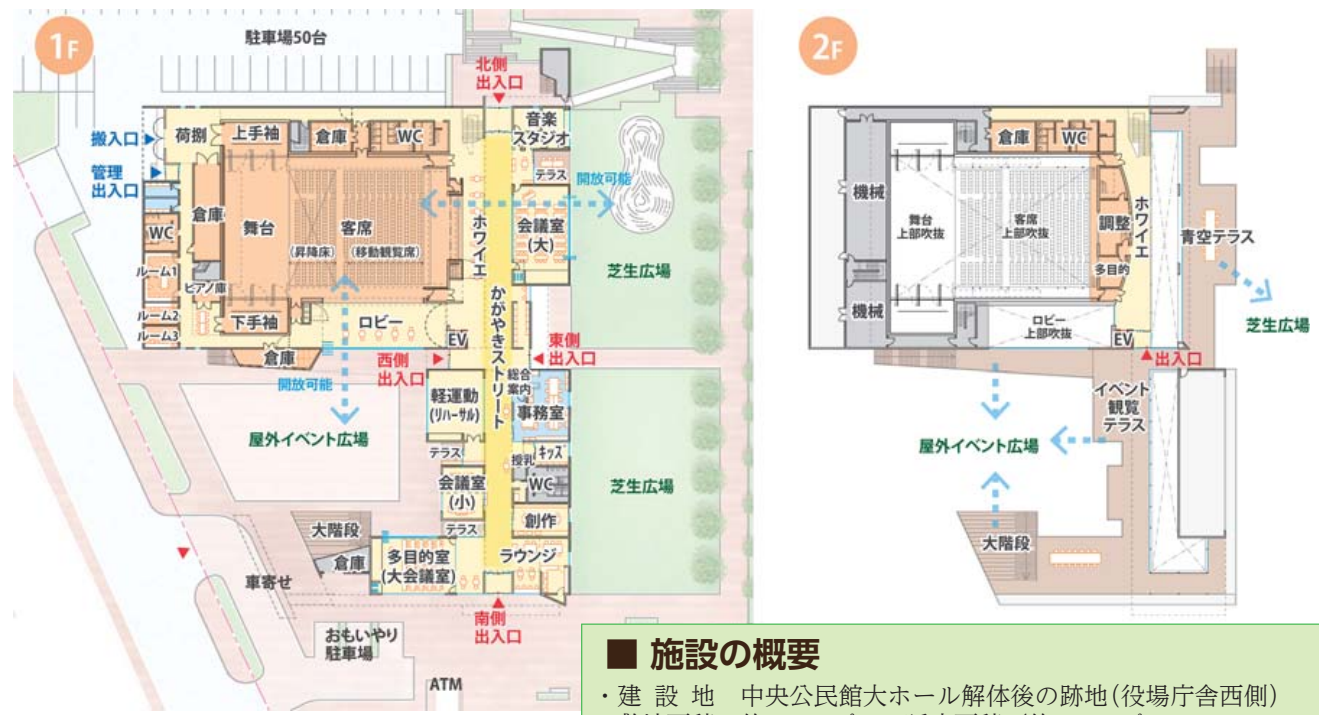 1F
駐車場50台
北側
出入口
搬入口
荷捌
上手袖
倉庫
WC
音楽
スタジオ
管理
出入口
テラス
開放可能
倉庫
舞台
客席
(昇降床)
(移動観覧席)
ホワイエ
会議室
(大)
WC
ルーム1
ピアノ庫
芝生広場
ルーム2
ルーム3
下手袖
ロビー
かがやきストリート
EV
倉庫
西側
出入口
東側
出入口
開放可能
軽運動
(リハーサル)
総合
案内
事務室
屋外イベント広場
テラス
授乳
キッズ
会議室
(小)
WC
芝生広場
テラス
創作
大階段
倉庫
多目的室
(大会議室)
ラウンジ
車寄せ
南側
出入口
おもいやり
駐車場
ATM
2F
倉庫
WC
機械
舞台
上部吹抜
客席
上部吹抜
調整
ホワイエ
青空テラス
多目的
機械
ロビー
上部吹抜
EV
芝生広場
出入口
イベント
観覧
テラス
屋外イベント広場
大階段
■ 施設の概要
・建設地 中央公民館大ホール解体後の跡地(役場庁舎西側)